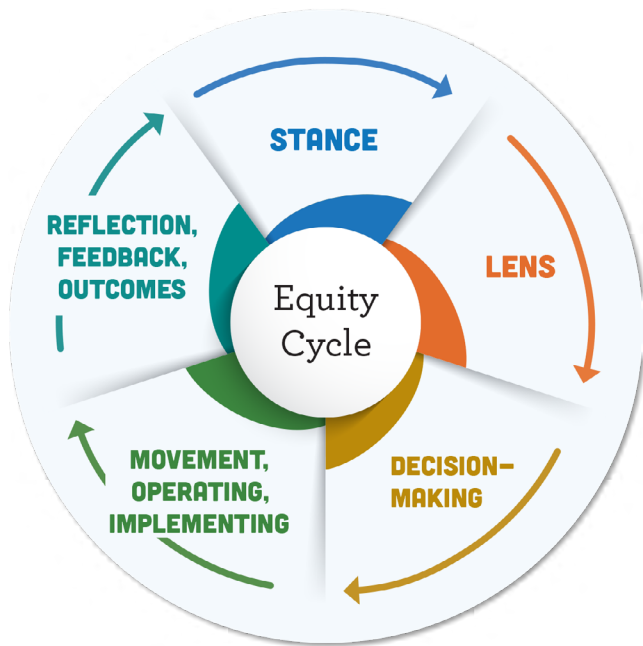 STANCE
LENS
DECISION–
MAKING
MOVEMENT,
OPERATING,
IMPLEMENTING
REFLECTION,
FEEDBACK,
OUTCOMES
Equity
Cycle